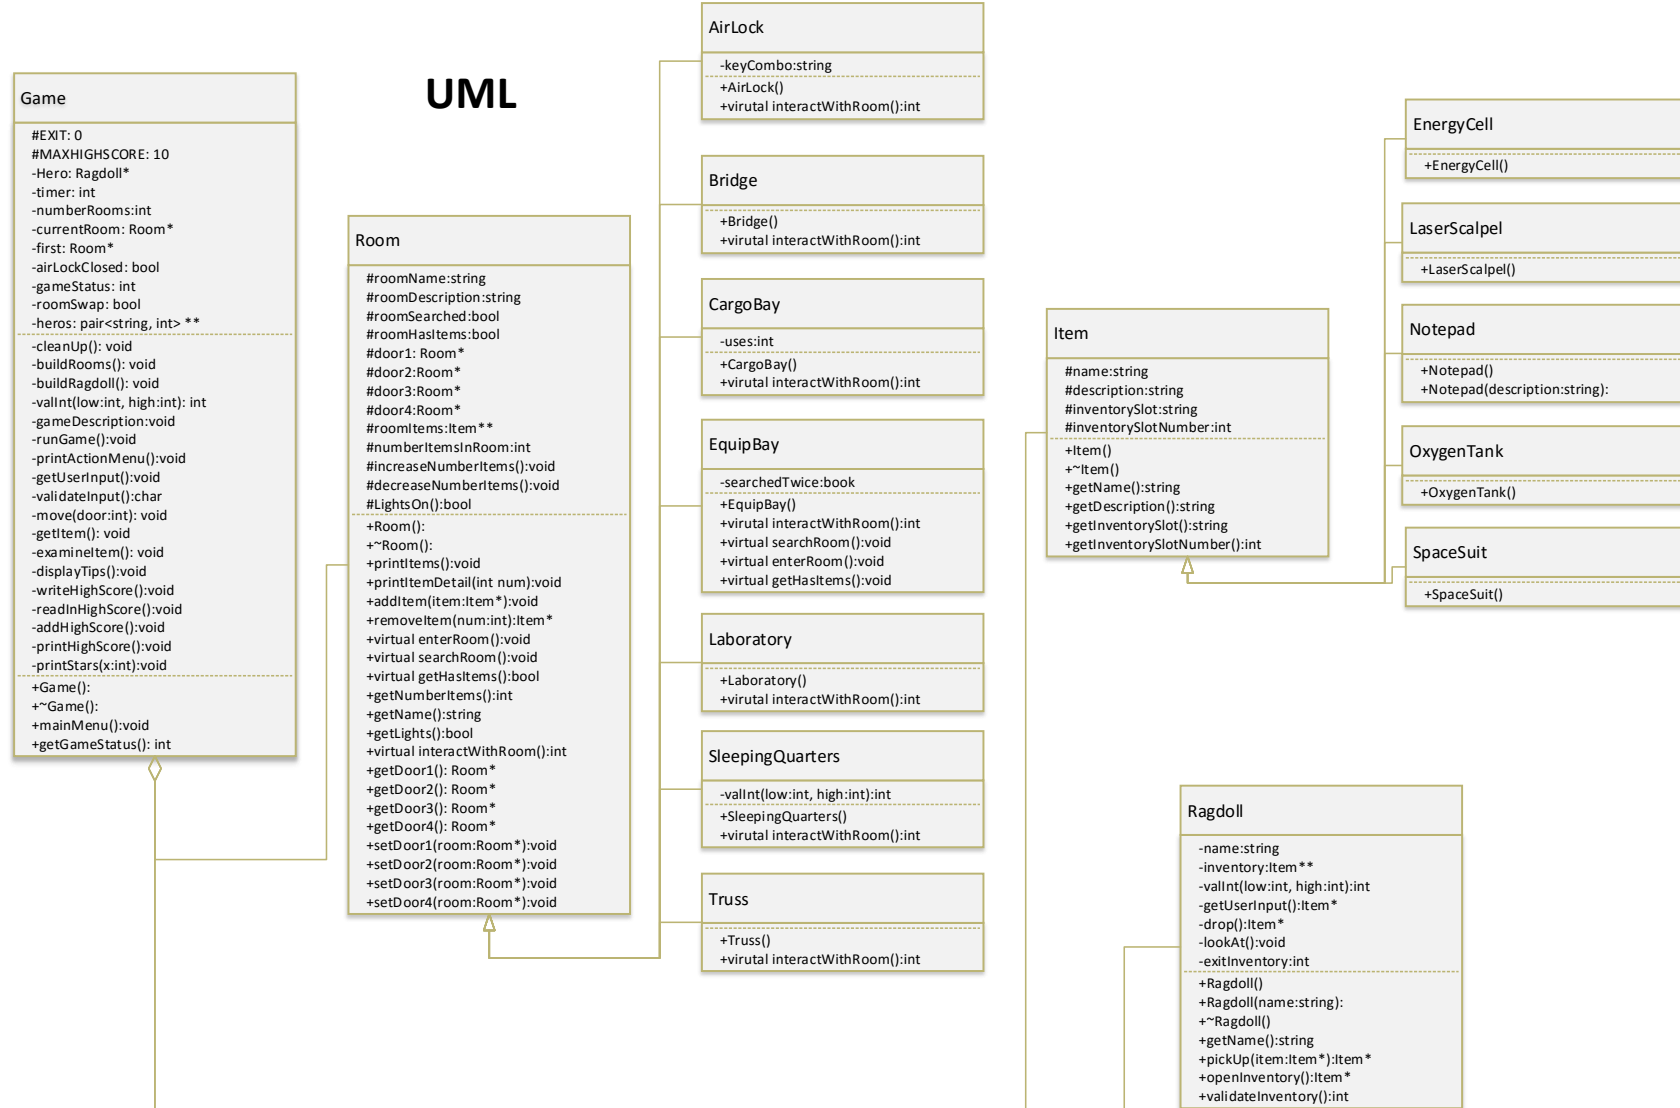 UML
Game
#EXIT: 0
#MAXHIGHSCORE: 10
-Hero: Ragdoll*
-timer: int
-numberRooms:int
-currentRoom: Room*
-first: Room*
-airLockClosed: bool
-gameStatus: int
-roomSwap: bool
-heros: pair<string, int> **
-cleanUp(): void
-buildRooms(): void
-buildRagdoll(): void
-valInt(low:int, high:int): int
-gameDescription:void
-runGame():void
-printActionMenu():void
-getUserInput():void
-validateInput():char
-move(door:int): void
-getItem(): void
-examineItem(): void
-displayTips():void
-writeHighScore():void
-readInHighScore():void
-addHighScore():void
-printHighScore():void
-printStars(x:int):void
+Game():
+~Game():
+mainMenu():void
+getGameStatus(): int
Room
#roomName:string
#roomDescription:string
#roomSearched:bool
#roomHasItems:bool
#door1: Room*
#door2:Room*
#door3:Room*
#door4:Room*
#roomItems:Item**
#numberItemsInRoom:int
#increaseNumberItems():void
#decreaseNumberItems():void
#LightsOn():bool
+Room():
+~Room():
+printItems():void
+printItemDetail(int num):void
+addItem(item:Item*):void
+removeItem(num:int):Item*
+virtual enterRoom():void
+virtual searchRoom():void
+virtual getHasItems():bool
+getNumberItems():int
+getName():string
+getLights():bool
+virtual interactWithRoom():int
+getDoor1(): Room*
+getDoor2(): Room*
+getDoor3(): Room*
+getDoor4(): Room*
+setDoor1(room:Room*):void
+setDoor2(room:Room*):void
+setDoor3(room:Room*):void
+setDoor4(room:Room*):void
AirLock
-keyCombo:string
+AirLock()
+virutal interactWithRoom():int
Bridge
+Bridge()
+virutal interactWithRoom():int
CargoBay
-uses:int
+CargoBay()
+virutal interactWithRoom():int
EquipBay
-searchedTwice:book
+EquipBay()
+virutal interactWithRoom():int
+virtual searchRoom():void
+virtual enterRoom():void
+virtual getHasItems():void
Laboratory
+Laboratory()
+virutal interactWithRoom():int
SleepingQuarters
-valInt(low:int, high:int):int
+SleepingQuarters()
+virutal interactWithRoom():int
Truss
+Truss()
+virutal interactWithRoom():int
Item
#name:string
#description:string
#inventorySlot:string
#inventorySlotNumber:int
+Item()
+~Item()
+getName():string
+getDescription():string
+getInventorySlot():string
+getInventorySlotNumber():int
EnergyCell
+EnergyCell()
LaserScalpel
+LaserScalpel()
Notepad
+Notepad()
+Notepad(description:string):
OxygenTank
+OxygenTank()
SpaceSuit
+SpaceSuit()
Ragdoll
-name:string
-inventory:Item**
-valInt(low:int, high:int):int
-getUserInput():Item*
-drop():Item*
-lookAt():void
-exitInventory:int
+Ragdoll()
+Ragdoll(name:string):
+~Ragdoll()
+getName():string
+pickUp(item:Item*):Item*
+openInventory():Item*
+validateInventory():int